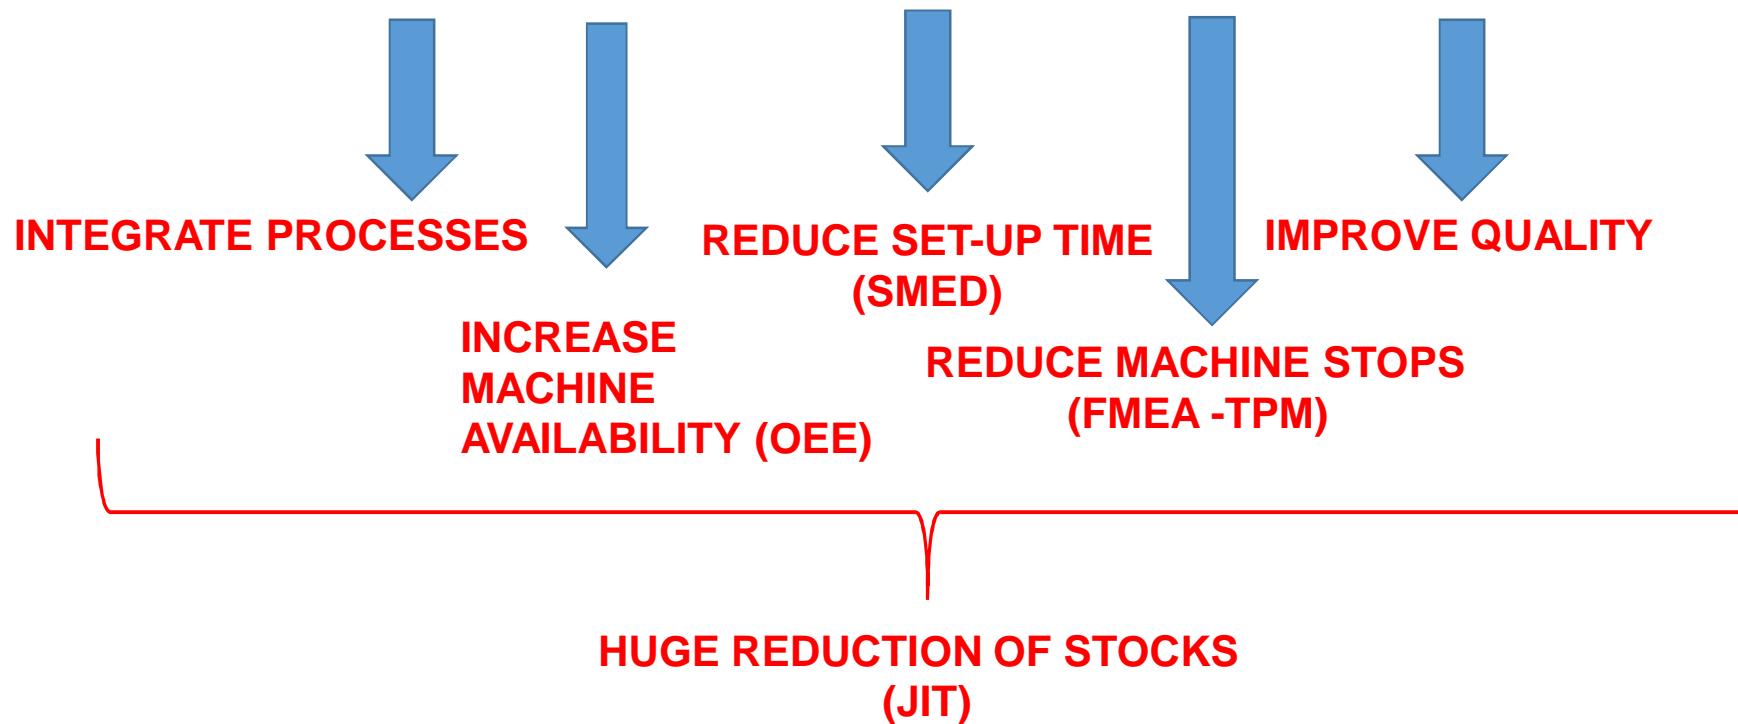 INTEGRATE PROCESSES
REDUCE SET-UP TIME
(SMED)
IMPROVE QUALITY
INCREASE
MACHINE
AVAILABILITY (OEE)
REDUCE MACHINE STOPS
(FMEA -TPM)
HUGE REDUCTION OF STOCKS
(JIT)